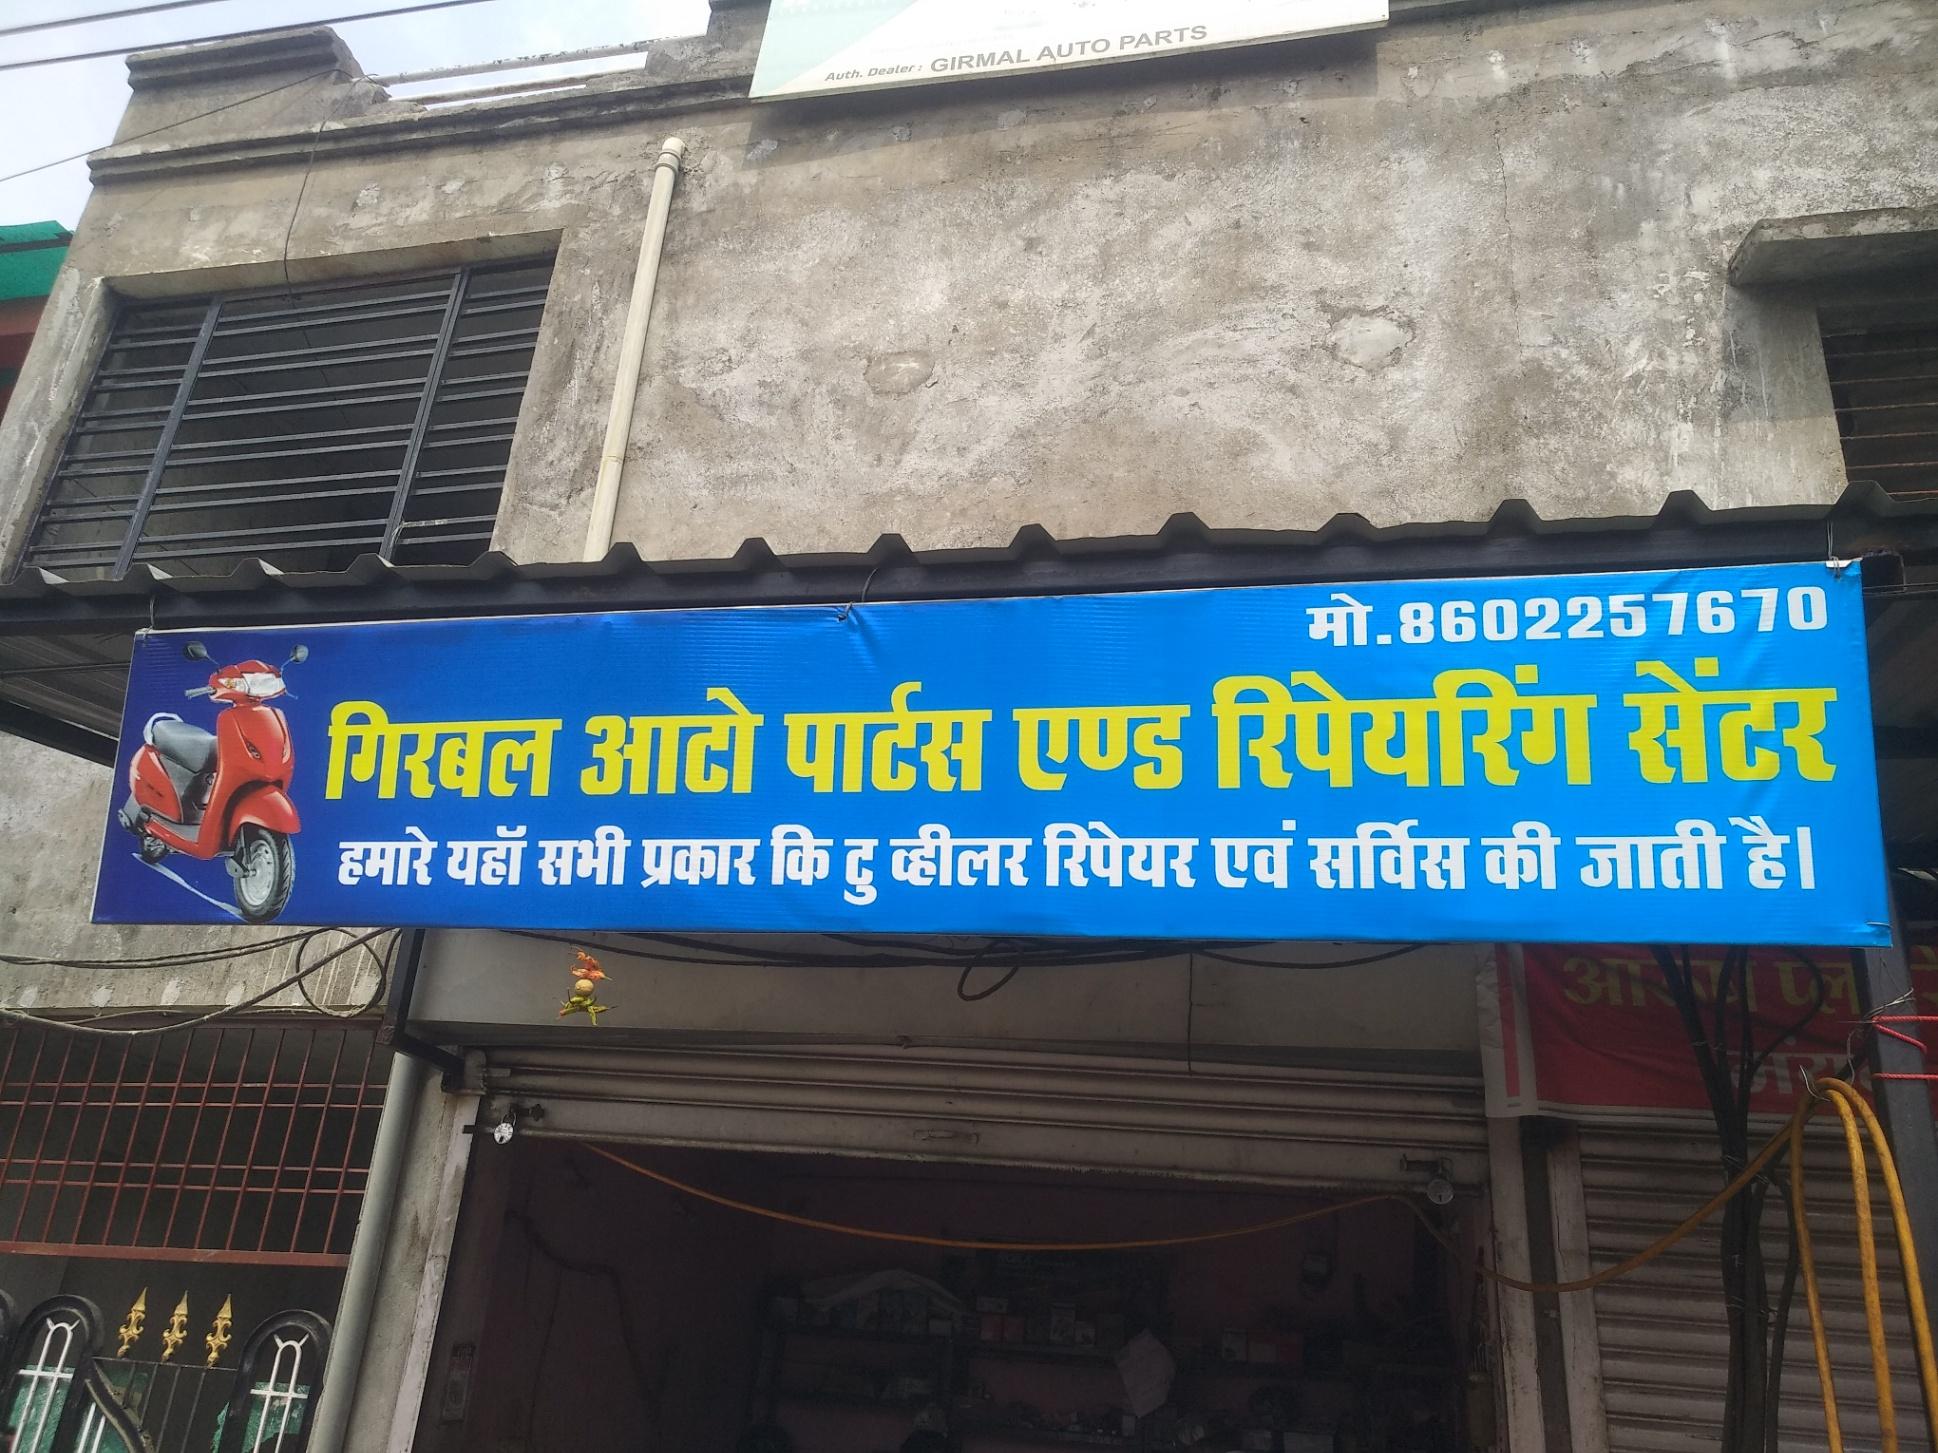 Auth. Dealer : GIRMAL AUTO PARTS
मो.8602257670
गिरबल आटो पार्टस एण्ड रिपेयरिंग सेंटर
हमारे यहॉ सभी प्रकार कि टु व्हीलर रिपेयर एवं सर्विस की जाती है।